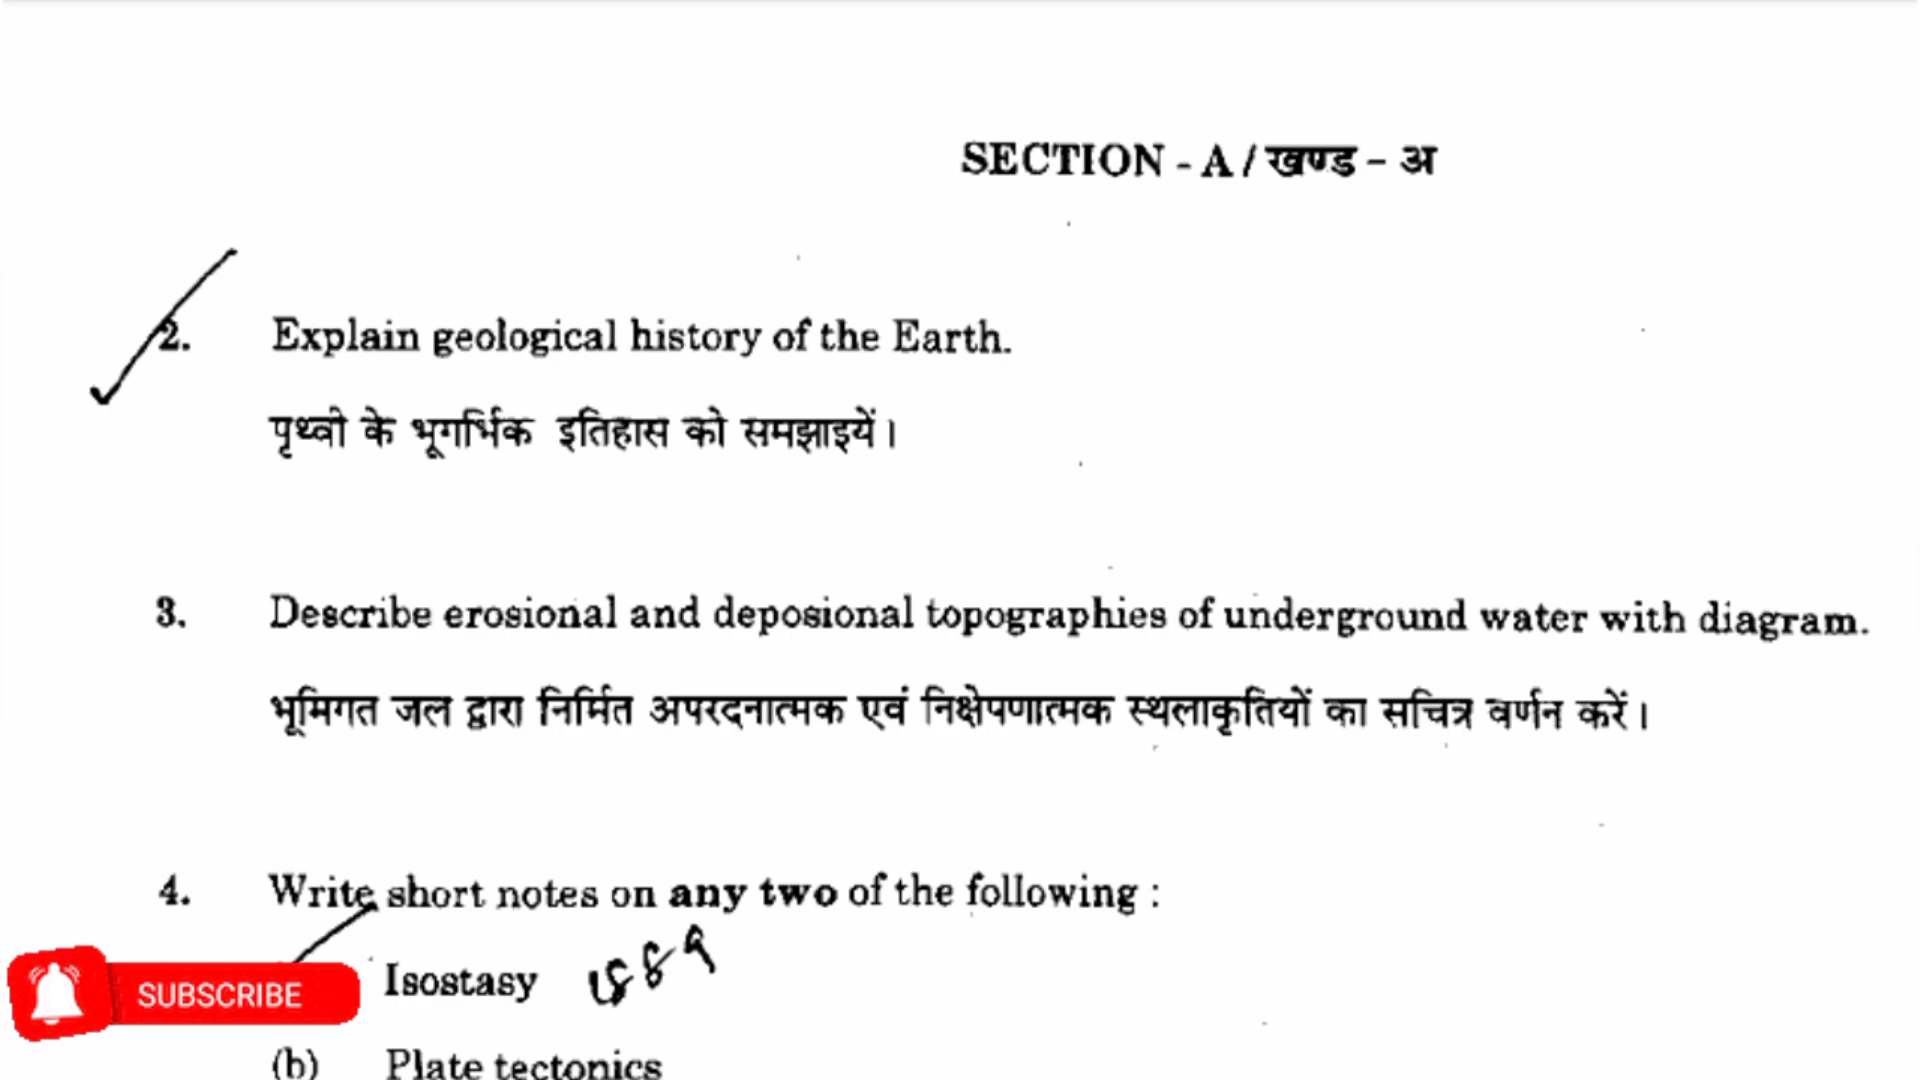 SECTION - A / खण्ड - अ
2. Explain geological history of the Earth.
पृथ्वी के भूगर्भिक इतिहास को समझाइयें।
3. Describe erosional and deposional topographies of underground water with diagram.
भूमिगत जल द्वारा निर्मित अपरदनात्मक एवं निक्षेपणात्मक स्थलाकृतियों का सचित्र वर्णन करें।
4. Write short notes on any two of the following :
Isostasy 1889
SUBSCRIBE
(b) Plate tectonics